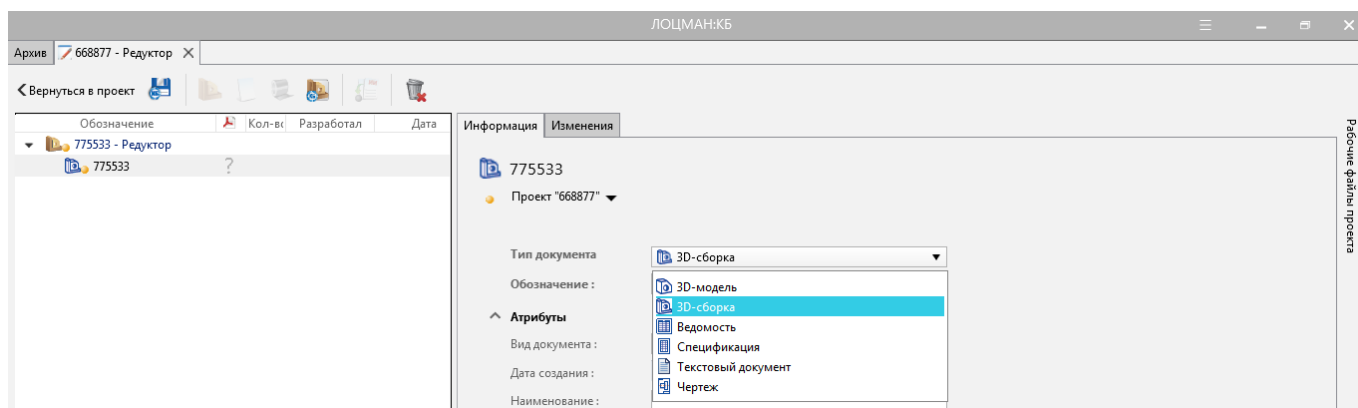 ЛОЦМАН:КБ
Архив 668877 - Редуктор
Вернуться в проект
Обозначение Кол-вс Разработал Дата
775533 - Редуктор
775533 ?
Информация Изменения
775533
Проект "668877"
Тип документа 3D-сборка
Обозначение :
3D-модель
3D-сборка
Атрибуты
Ведомость
Вид документа :
Спецификация
Дата создания :
Текстовый документ
Чертеж
Наименование :
Рабочие файлы проекта